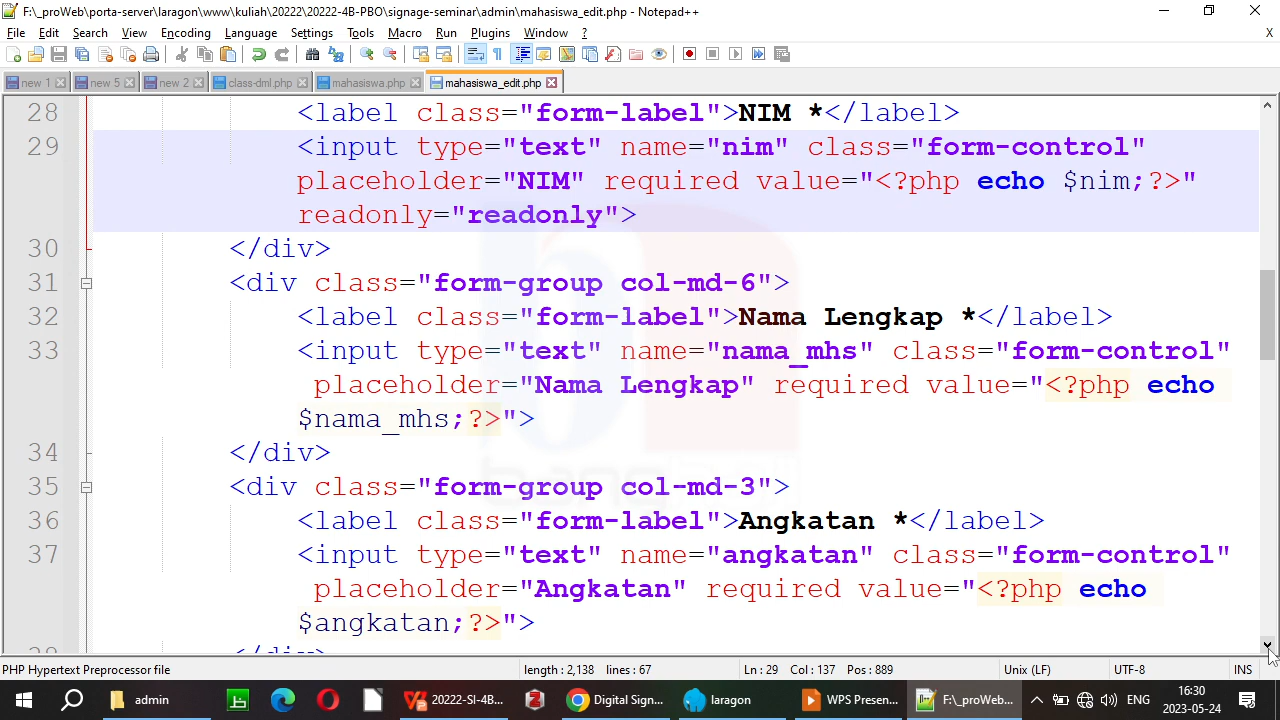 F:\_proWeb\porta-server\laragon\www\kuliah\20222\20222-4B-PBO\signage-seminar\admin\mahasiswa_edit.php - Notepad++
File Edit Search View Encoding Language Settings Tools Macro Run Plugins Window ? X
new 1 new 5 new 2 class-dml.php mahasiswa.php mahasiswa_edit.php
28 <label class="form-label">NIM *</label>
29 <input type="text" name="nim" class="form-control"
placeholder="NIM" required value="<?php echo $nim;?>"
readonly="readonly">
30 </div>
31 <div class="form-group col-md-6">
32 <label class="form-label">Nama Lengkap *</label>
33 <input type="text" name="nama_mhs" class="form-control"
placeholder="Nama Lengkap" required value="<?php echo
$nama_mhs;?>">
34 </div>
35 <div class="form-group col-md-3">
36 <label class="form-label">Angkatan *</label>
37 <input type="text" name="angkatan" class="form-control"
placeholder="Angkatan" required value="<?php echo
$angkatan;?>">
38 </div>
PHP Hypertext Preprocessor file length : 2,138 lines : 67 Ln : 29 Col : 137 Pos : 889 Unix (LF) UTF-8 INS
admin 20222-SI-4B... Digital Sign... laragon WPS Presen... F:\_proWeb... ENG 16:30
2023-05-24